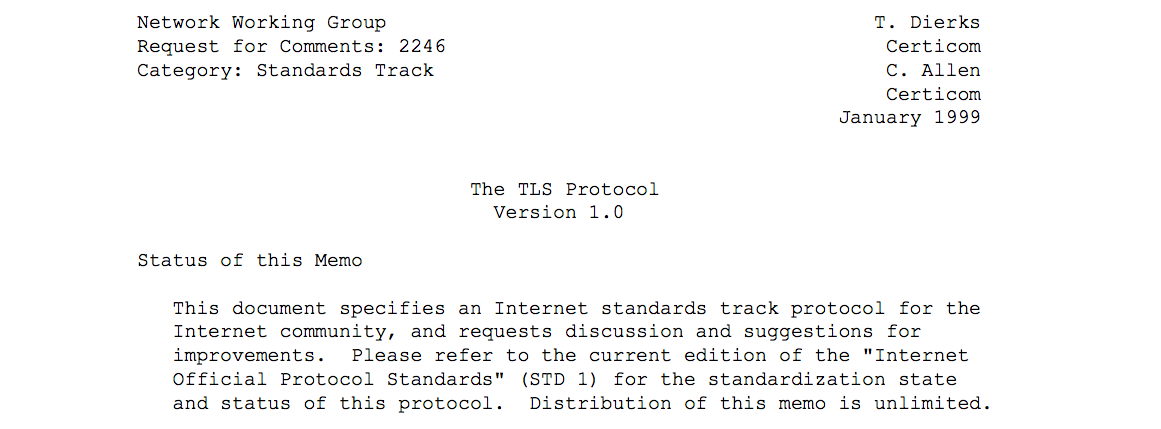 Network Working Group T. Dierks
Request for Comments: 2246 Certicom
Category: Standards Track C. Allen
Certicom
January 1999
The TLS Protocol
Version 1.0
Status of this Memo
This document specifies an Internet standards track protocol for the
Internet community, and requests discussion and suggestions for
improvements. Please refer to the current edition of the "Internet
Official Protocol Standards" (STD 1) for the standardization state
and status of this protocol. Distribution of this memo is unlimited.